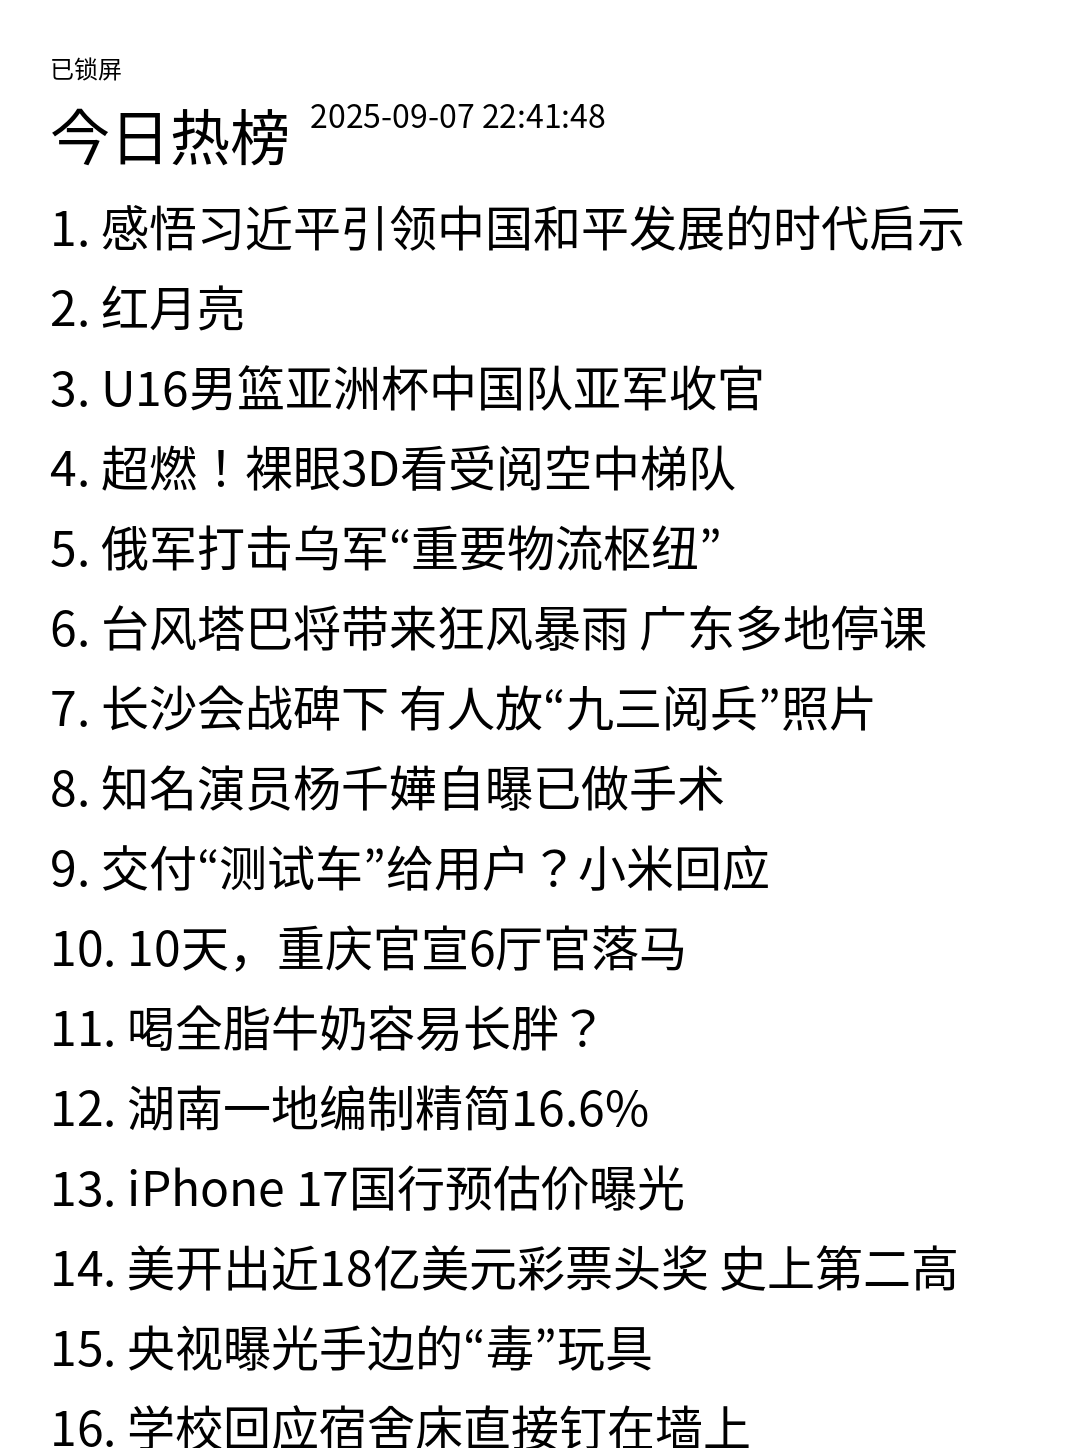 已锁屏
今日热榜 2025-09-07 22:41:48
1. 感悟习近平引领中国和平发展的时代启示
2. 红月亮
3. U16男篮亚洲杯中国队亚军收官
4. 超燃！裸眼3D看受阅空中梯队
5. 俄军打击乌军“重要物流枢纽”
6. 台风塔巴将带来狂风暴雨 广东多地停课
7. 长沙会战碑下 有人放“九三阅兵”照片
8. 知名演员杨千嬅自曝已做手术
9. 交付“测试车”给用户？小米回应
10. 10天，重庆官宣6厅官落马
11. 喝全脂牛奶容易长胖？
12. 湖南一地编制精简16.6%
13. iPhone 17国行预估价曝光
14. 美开出近18亿美元彩票头奖 史上第二高
15. 央视曝光手边的“毒”玩具
16. 学校回应宿舍床直接钉在墙上